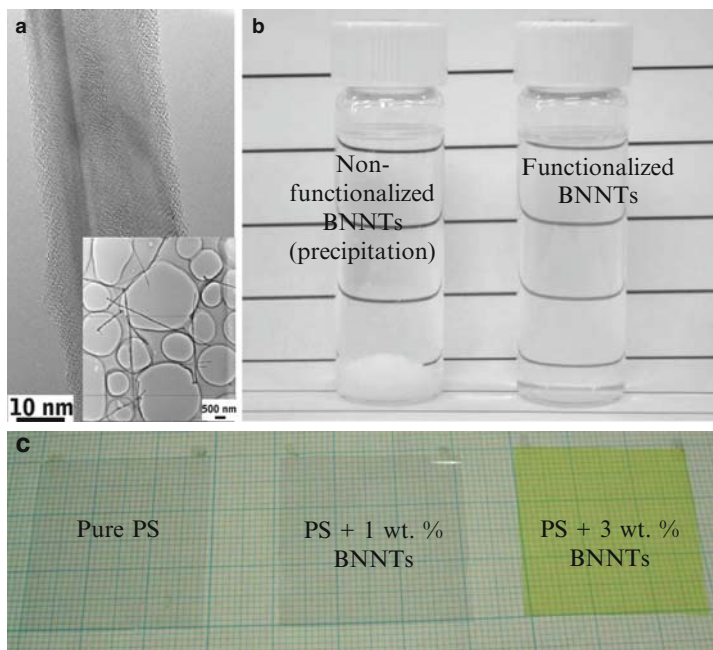 a
10 nm
500 nm
b
Non-
functionalized
BNNTs
(precipitation)
Functionalized
BNNTs
c
Pure PS
PS + 1 wt. %
BNNTs
PS + 3 wt. %
BNNTs